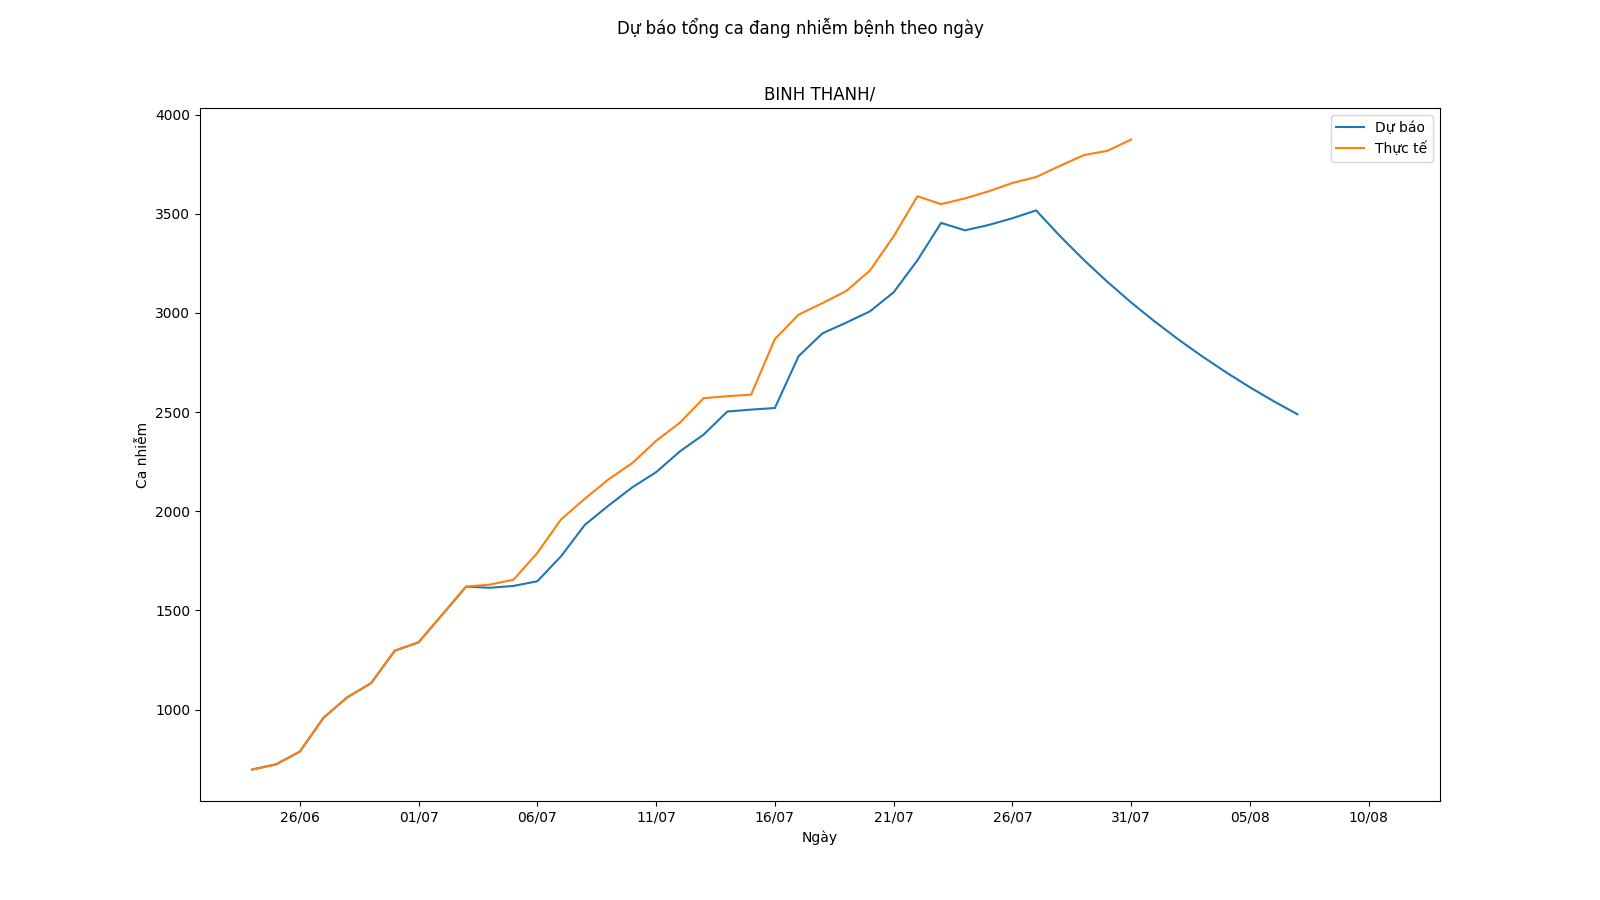 Dự báo tổng ca đang nhiễm bệnh theo ngày
BINH THANH/
4000
3500
3000
2500
2000
1500
1000
Ca nhiễm
Dự báo
Thực tế
26/06 01/07 06/07 11/07 16/07 21/07 26/07 31/07 05/08 10/08
Ngày